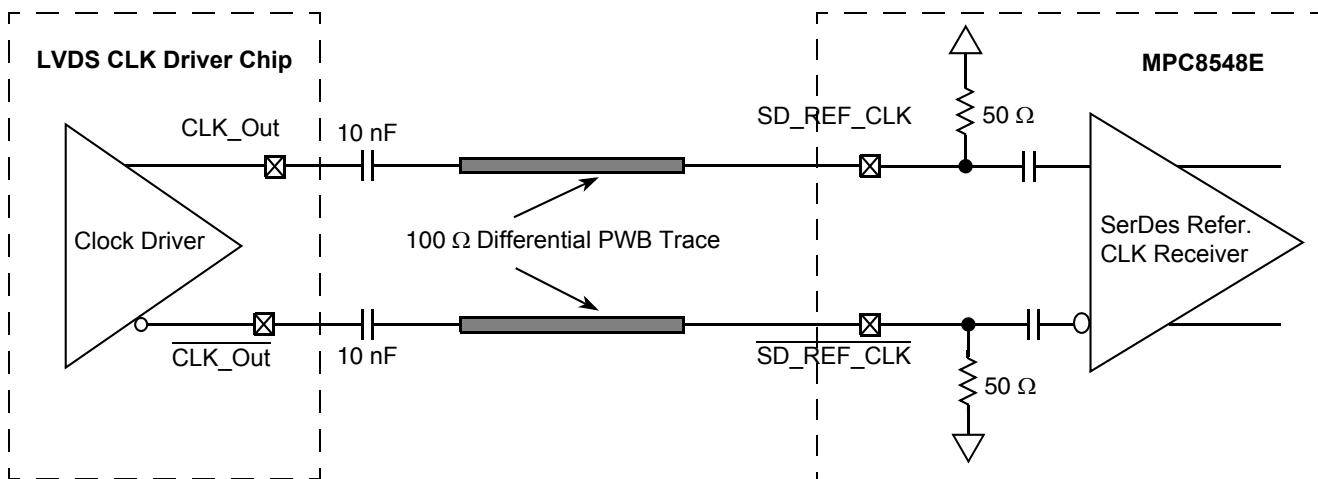 LVDS CLK Driver Chip
MPC8548E
CLK_Out
10 nF
SD_REF_CLK
50 Ω
Clock Driver
100 Ω Differential PWB Trace
SerDes Refer.
CLK Receiver
CLK_Out
10 nF
SD_REF_CLK
50 Ω